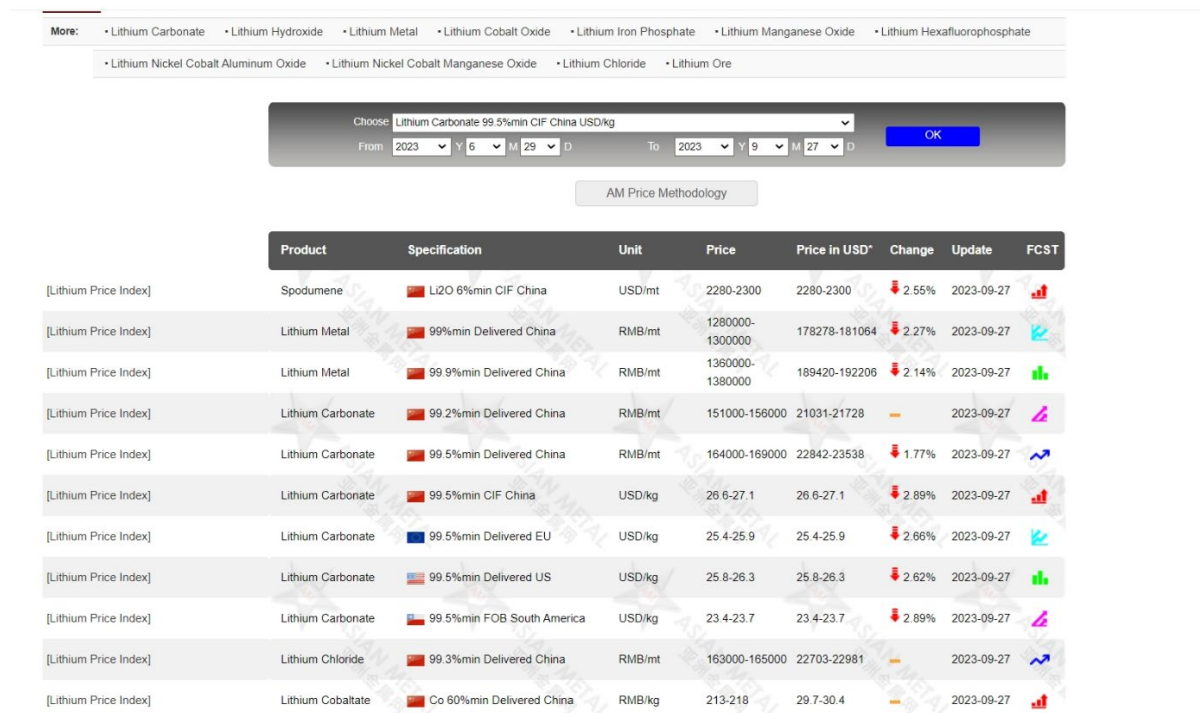 More: • Lithium Carbonate • Lithium Hydroxide • Lithium Metal • Lithium Cobalt Oxide • Lithium Iron Phosphate • Lithium Manganese Oxide • Lithium Hexafluorophosphate
• Lithium Nickel Cobalt Aluminum Oxide • Lithium Nickel Cobalt Manganese Oxide • Lithium Chloride • Lithium Ore
Choose Lithium Carbonate 99.5%min CIF China USD/kg
OK
From 2023 Y 6 M 29 D To 2023 Y 9 M 27 D
AM Price Methodology
Product Specification Unit Price Price in USD* Change Update FCST
[Lithium Price Index] Spodumene Li2O 6%min CIF China USD/mt 2280-2300 2280-2300 2.55% 2023-09-27
[Lithium Price Index] Lithium Metal 99%min Delivered China RMB/mt 1280000-1300000 178278-181064 2.27% 2023-09-27
[Lithium Price Index] Lithium Metal 99.9%min Delivered China RMB/mt 1360000-1380000 189420-192206 2.14% 2023-09-27
[Lithium Price Index] Lithium Carbonate 99.2%min Delivered China RMB/mt 151000-156000 21031-21728 2023-09-27
[Lithium Price Index] Lithium Carbonate 99.5%min Delivered China RMB/mt 164000-169000 22842-23538 1.77% 2023-09-27
[Lithium Price Index] Lithium Carbonate 99.5%min CIF China USD/kg 26.6-27.1 26.6-27.1 2.89% 2023-09-27
[Lithium Price Index] Lithium Carbonate 99.5%min Delivered EU USD/kg 25.4-25.9 25.4-25.9 2.66% 2023-09-27
[Lithium Price Index] Lithium Carbonate 99.5%min Delivered US USD/kg 25.8-26.3 25.8-26.3 2.62% 2023-09-27
[Lithium Price Index] Lithium Carbonate 99.5%min FOB South America USD/kg 23.4-23.7 23.4-23.7 2.89% 2023-09-27
[Lithium Price Index] Lithium Chloride 99.3%min Delivered China RMB/mt 163000-165000 22703-22981 2023-09-27
[Lithium Price Index] Lithium Cobaltate Co 60%min Delivered China RMB/kg 213-218 29.7-30.4 2023-09-27
ASIAN METAL
亚洲金属网